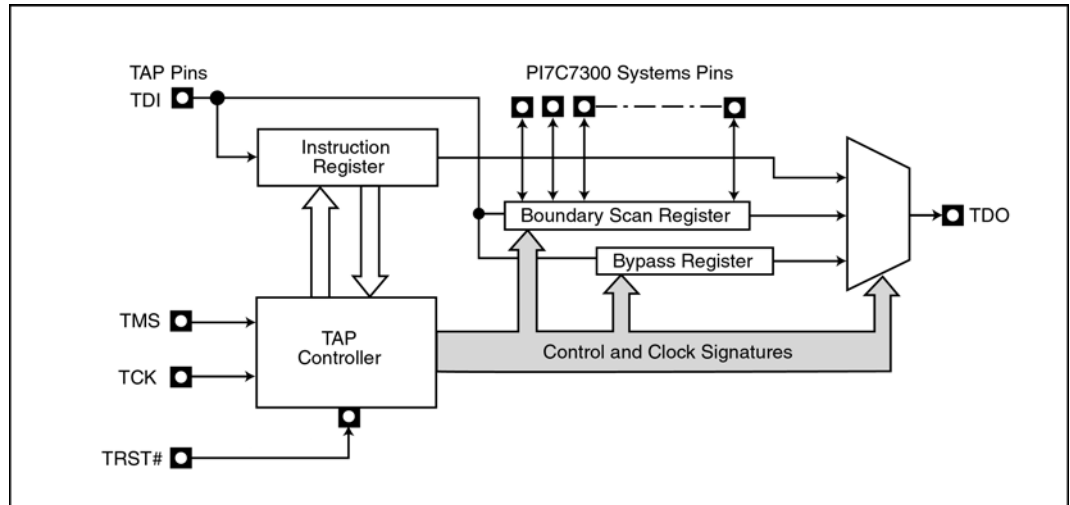 TAP Pins
TDI
PI7C7300 Systems Pins
Instruction
Register
Boundary Scan Register
TDO
Bypass Register
TMS
TAP
Controller
Control and Clock Signatures
TCK
TRST#